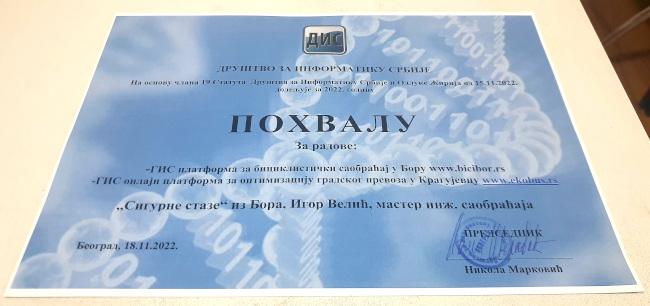 ДИС
ДРУШТВО ЗА ИНФОРМАТИКУ СРБИЈЕ
На основу члана 19 Статута Друштва за Информатику Србије и Одлуке Жирија од 15.11.2022.
додељује за 2022. годину
ПОХВАЛУ
За радове:
-ГИС платформа за бициклистички саобраћај у Бору www.bicibor.rs
-ГИС онлајн платформа за оптимизацију градског превоза у Крагујевцу www.ekobus.rs
„Сигурне стазе“ из Бора. Игор Велић, мастер инж. саобраћаја
ПРЕДСЕДНИК
Београд, 18.11.2022.
Никола Марковић